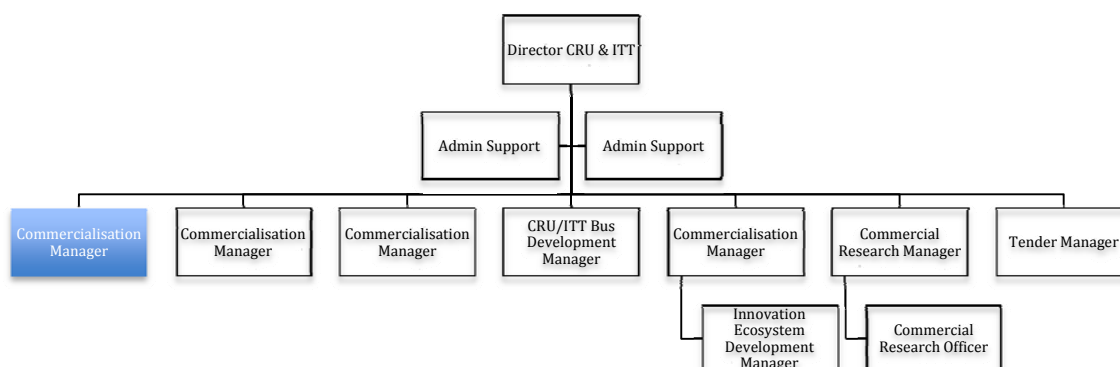 Director CRU & ITT
Admin Support
Admin Support
Commercialisation
Manager
Commercialisation
Manager
Commercialisation
Manager
CRU/ITT Bus
Development
Manager
Commercialisation
Manager
Commercial
Research Manager
Tender Manager
Innovation
Ecosystem
Development
Manager
Commercial
Research Officer